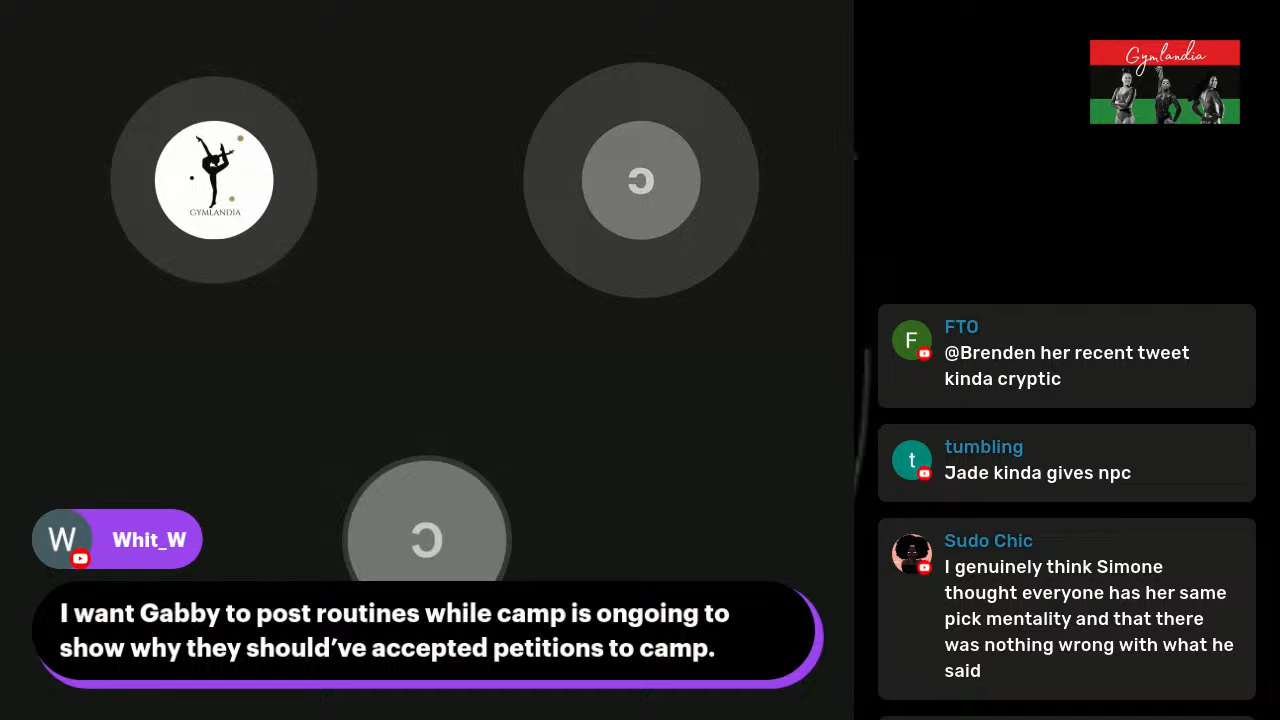 Gymlandia
GYMLANDIA
FTO
F
@Brenden her recent tweet
kinda cryptic
tumbling
t
Jade kinda gives npc
W
Whit_W
I want Gabby to post routines while camp is ongoing to
show why they should’ve accepted petitions to camp.
Sudo Chic
I genuinely think Simone
thought everyone has her same
pick mentality and that there
was nothing wrong with what he
said